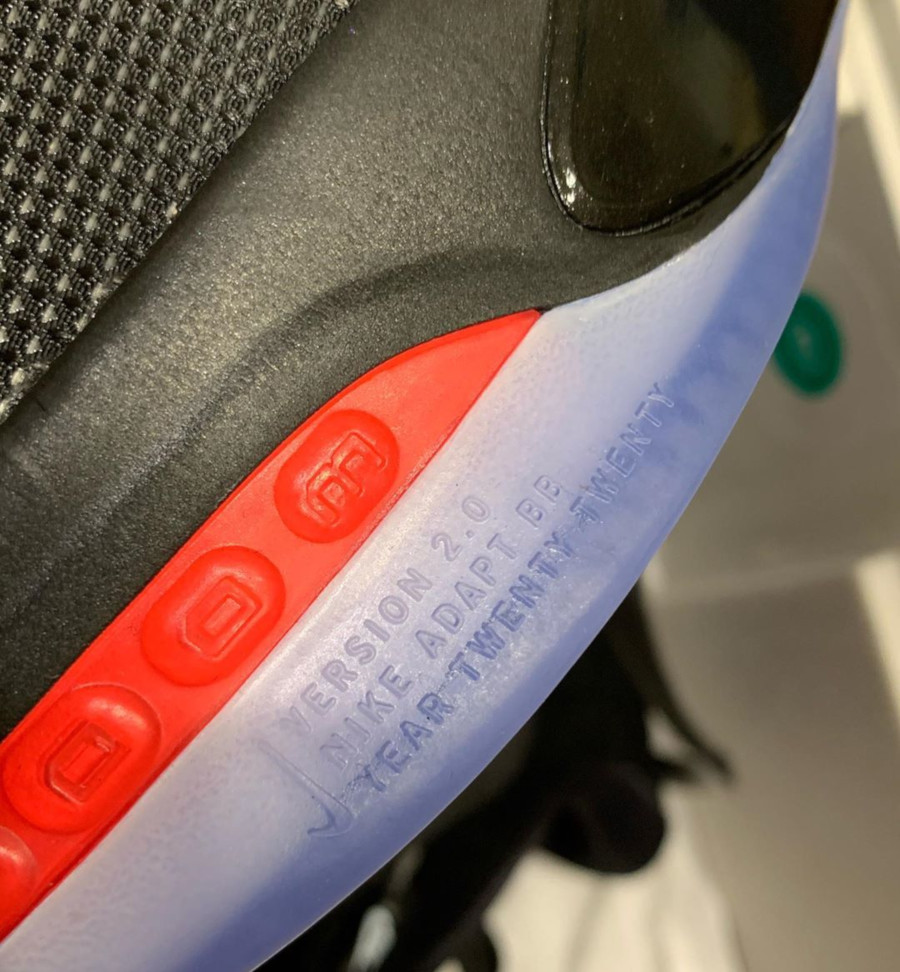 VERSION 2.0
NIKE ADAPT BB
YEAR TWENTY TWENTY